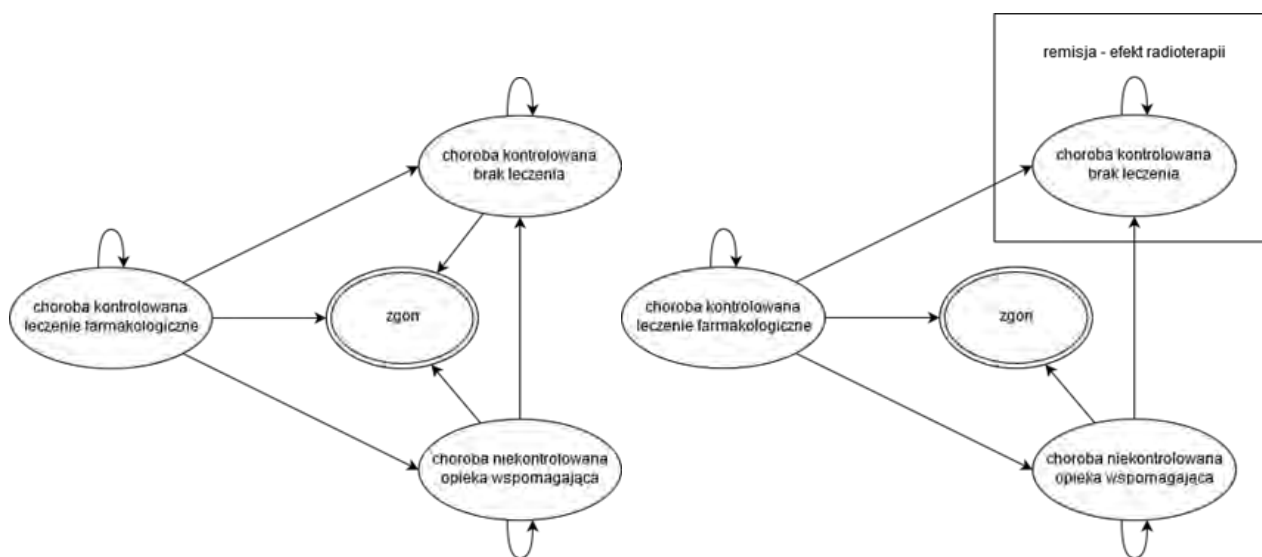 choroba kontrolowana
brak leczenia
choroba kontrolowana
leczenie farmakologiczne
zgon
choroba niekontrolowana
opieka wspomagająca
remisja - efekt radioterapii
choroba kontrolowana
brak leczenia
choroba kontrolowana
leczenie farmakologiczne
zgon
choroba niekontrolowana
opieka wspomagająca